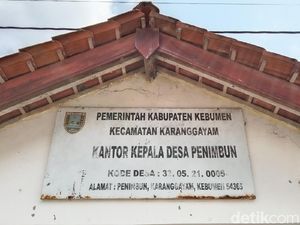 PEMERINTAH KABUPATEN KEBUMEN
KECAMATAN KARANGGAYAM
KANTOR KEPALA DESA PENIMBUN
KODE DESA : 33. 05. 21. 0005
ALAMAT : PENIMBUN, KARANGGAYAM, KEBUMEN 54365
detikcom